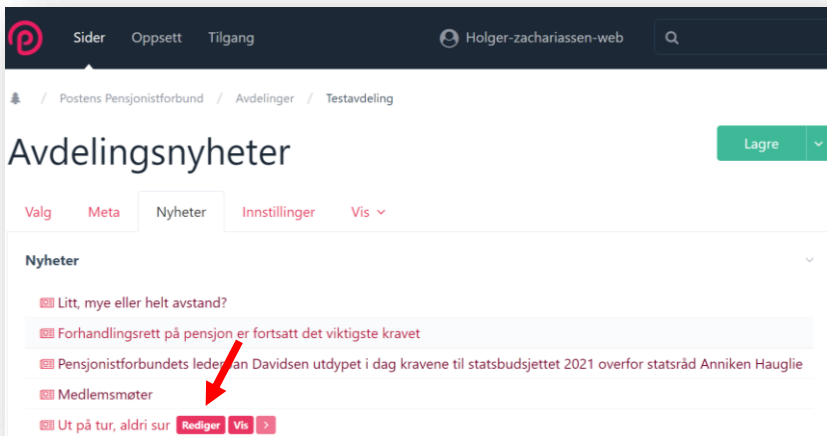 Sider Oppsett Tilgang Holger-zachariassen-web
/ Postens Pensjonistforbund / Avdelinger / Testavdeling
Avdelingsnyheter
Lagre
Valg Meta Nyheter Innstillinger Vis
Nyheter
Litt, mye eller helt avstand?
Forhandlingsrett på pensjon er fortsatt det viktigste kravet
Pensjonistforbundets leder an Davidsen utdypet i dag kravene til statsbudsjettet 2021 overfor statsråd Anniken Hauglie
Medlemsmøter
Ut på tur, aldri sur Rediger Vis >